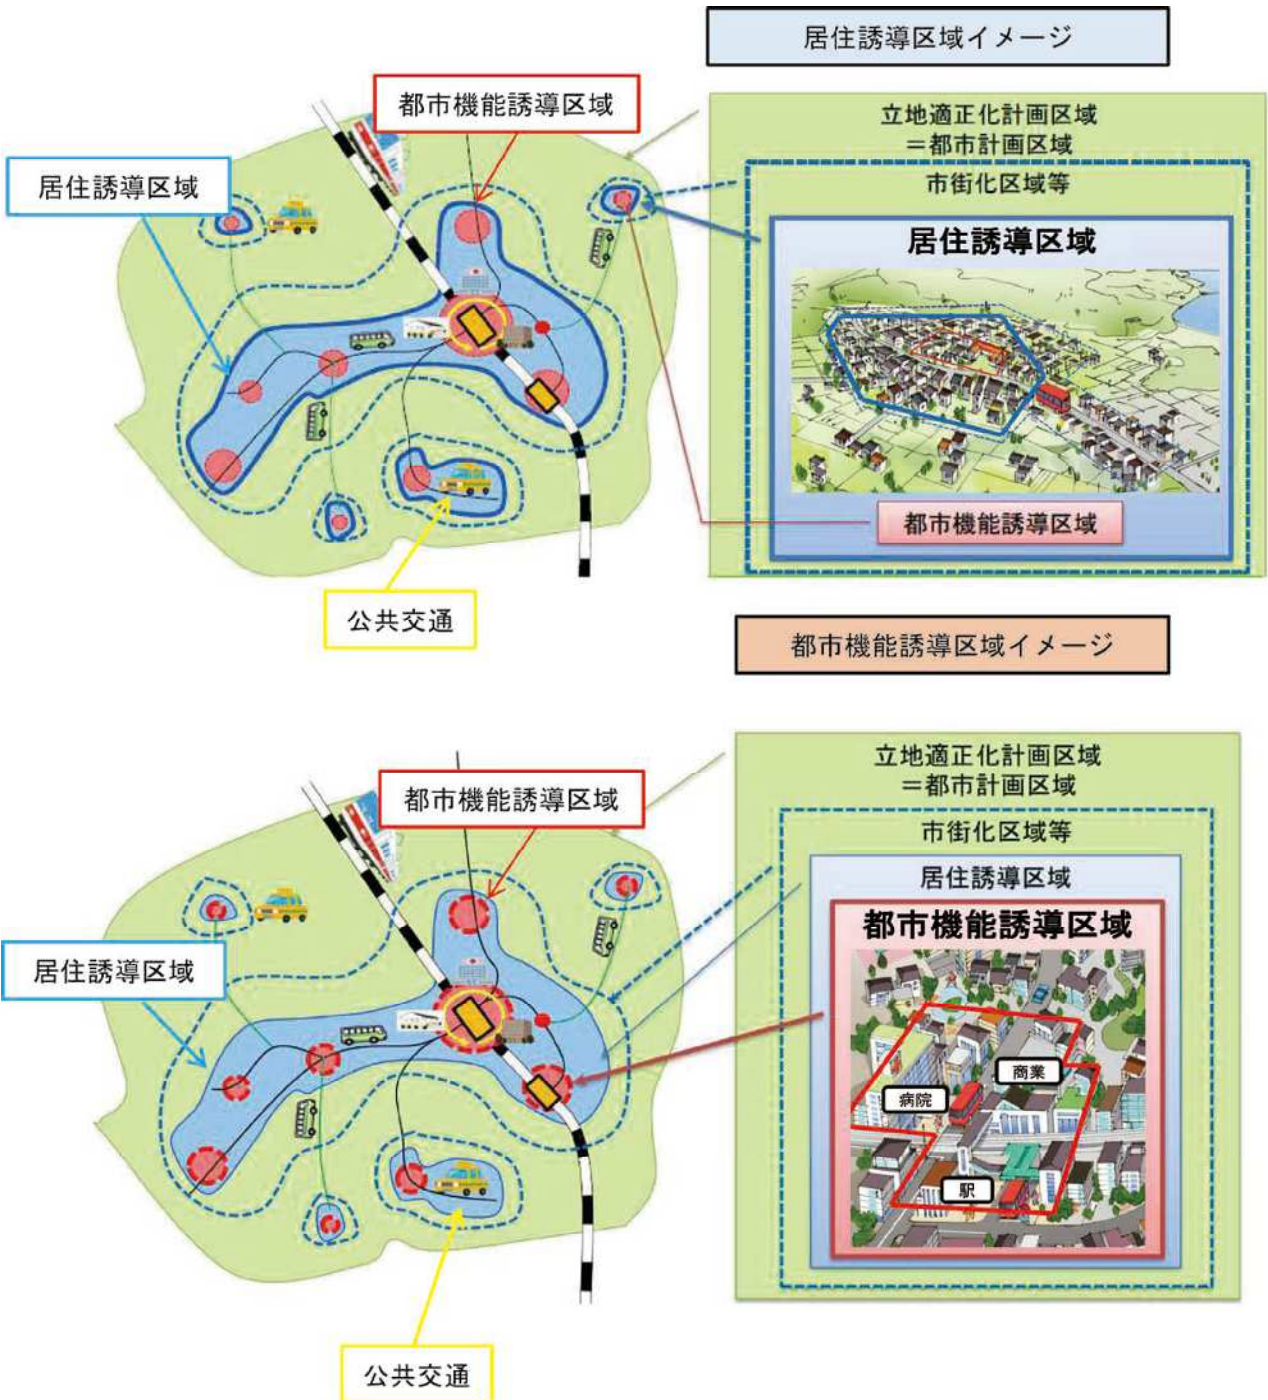 居住誘導区域イメージ
都市機能誘導区域
居住誘導区域
公共交通
立地適正化計画区域
＝都市計画区域
市街化区域等
居住誘導区域
都市機能誘導区域
都市機能誘導区域イメージ
都市機能誘導区域
居住誘導区域
公共交通
立地適正化計画区域
＝都市計画区域
市街化区域等
居住誘導区域
都市機能誘導区域
商業
病院
駅